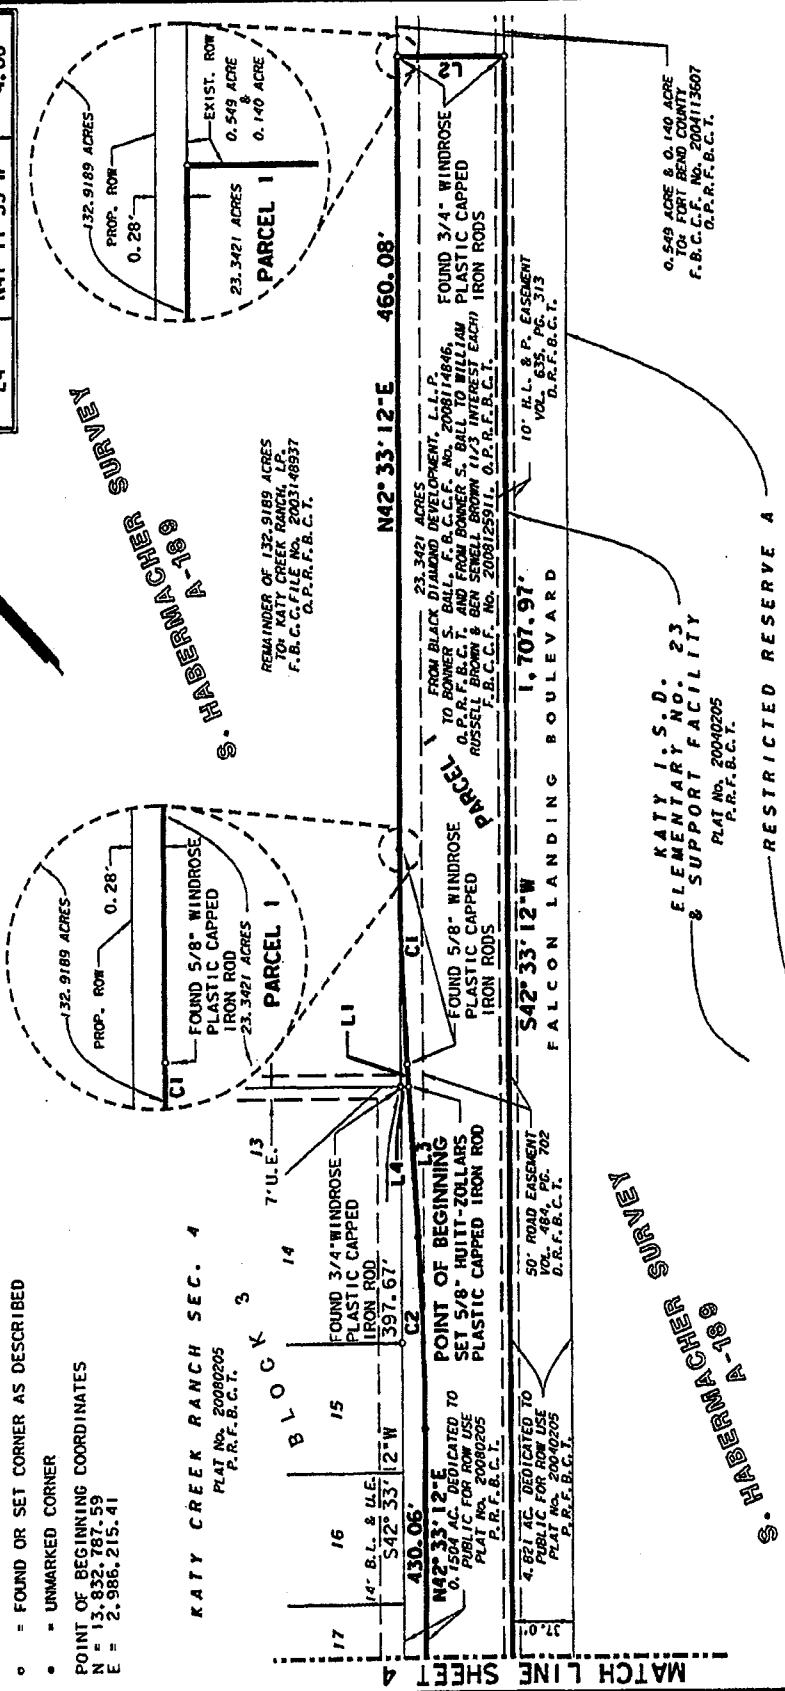 o = FOUND OR SET CORNER AS DESCRIBED
• = UNMARKED CORNER
POINT OF BEGINNING COORDINATES
N = 13,832,787.59
E = 2,986,215.41
KATY CREEK RANCH SEC. 4
PLAT No. 20080205
P.R.F.B.C.T.
BLOCK 3
17
16
15
14
13
7' U.E.
14' B.L. & U.E.
S42°33'12"W
397.67'
FOUND 3/4" WINDROSE
PLASTIC CAPPED
IRON ROD
430.06'
N42°33'12"E
0.1504 AC. DEDICATED TO
PUBLIC FOR ROW USE
PLAT No. 20080205
P.R.F.B.C.T.
C2
L4
L3
L1
POINT OF BEGINNING
SET 5/8" HUITT-ZOLLARS
PLASTIC CAPPED IRON ROD
4.821 AC. DEDICATED TO
PUBLIC FOR ROW USE
PLAT No. 20040205
P.R.F.B.C.T.
37.0'
50' ROAD EASEMENT
VOL. 484, PG. 702
D.R.F.B.C.T.
MATCH LINE SHEET 4
S. HABERMACHER SURVEY
A-189
132.9189 ACRES
PROP. ROW
0.28'
C1
FOUND 5/8" WINDROSE
PLASTIC CAPPED
IRON ROD
23.3421 ACRES
PARCEL 1
C1
FOUND 5/8" WINDROSE
PLASTIC CAPPED
IRON RODS
S42°33'12"W
1,707.97'
FALCON LANDING BOULEVARD
PARCEL 1
S. HABERMACHER SURVEY
A-189
REMAINDER OF 132.9189 ACRES
TO: KATY CREEK RANCH, LP.
F.B.C.C.FILE No. 2003148937
O.P.R.F.B.C.T.
N42°33'12"E
460.08'
23.3421 ACRES
FROM BLACK DIAMOND DEVELOPMENT, L.L.P.
TO BONNER S. BALL, F.B.C.C.F. No. 2008114846,
O.P.R.F.B.C.T. AND FROM BONNER S. BALL TO WILLIAM
RUSSELL BROWN & BEN SEWELL BROWN (1/3 INTEREST EACH)
F.B.C.C.F. No. 2008125911, O.P.R.F.B.C.T.
FOUND 3/4" WINDROSE
PLASTIC CAPPED
IRON RODS
L2
10' H.L. & P. EASEMENT
VOL. 635, PG. 313
D.R.F.B.C.T.
132.9189 ACRES
PROP. ROW
0.28'
EXIST. ROW
0.549 ACRE
&
0.140 ACRE
23.3421 ACRES
PARCEL 1
0.549 ACRE & 0.140 ACRE
TO: FORT BEND COUNTY
F.B.C.C.F. No. 2004113607
O.P.R.F.B.C.T.
KATY I.S.D.
ELEMENTARY NO. 23
& SUPPORT FACILITY
PLAT No. 20040205
P.R.F.B.C.T.
RESTRICTED RESERVE A